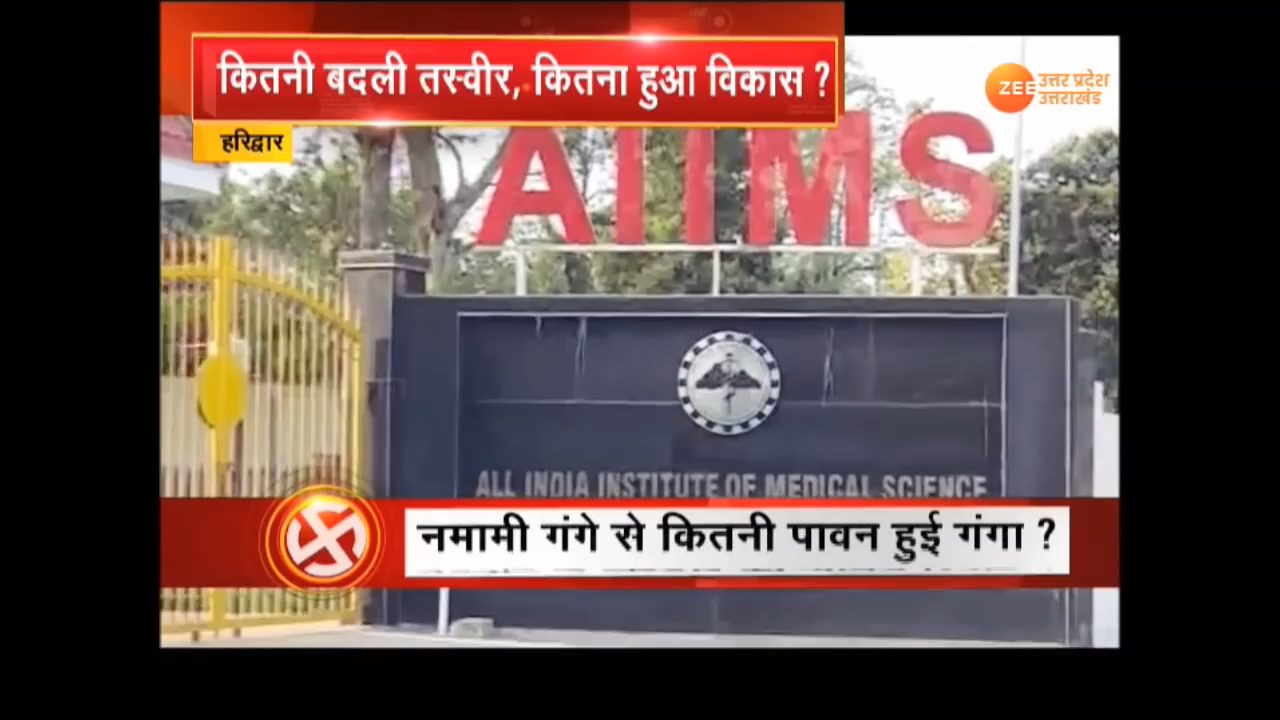 कितनी बदली तस्वीर, कितना हुआ विकास ?
ZEE उत्तर प्रदेश
उत्तराखंड
हरिद्वार
AIIMS
ALL INDIA INSTITUTE OF MEDICAL SCIENCE
नमामी गंगे से कितनी पावन हुई गंगा ?